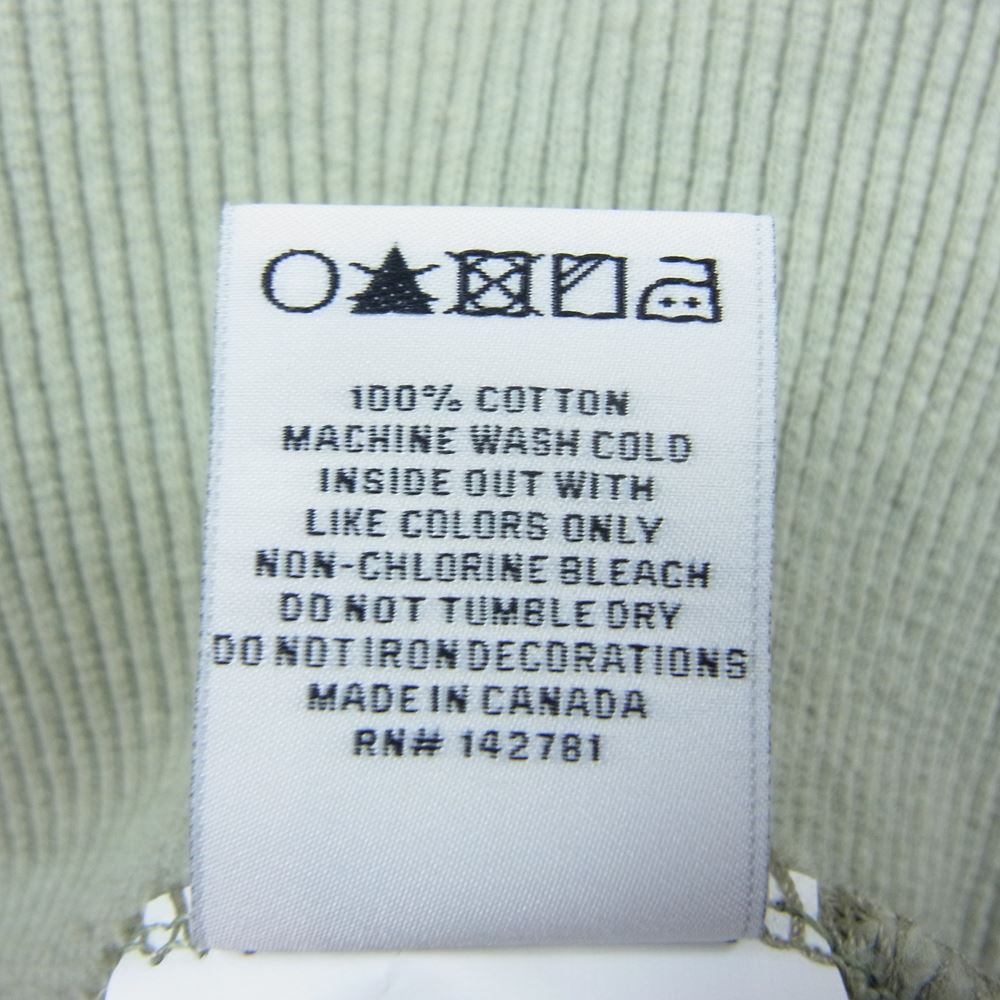 100% COTTON
MACHINE WASH COLD
INSIDE OUT WITH
LIKE COLORS ONLY
NON-CHLORINE BLEACH
DO NOT TUMBLE DRY
DO NOT IRON DECORATIONS
MADE IN CANADA
RN# 142781